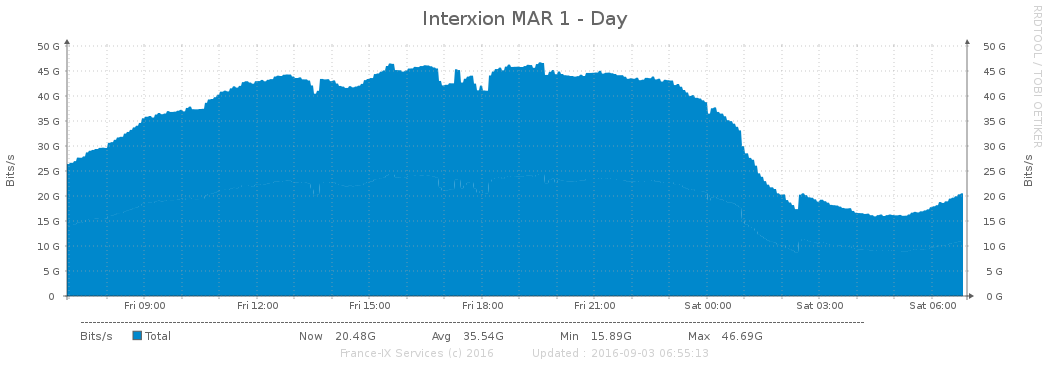 Interxion MAR 1 - Day
RRDTOOL / TOBI OETIKER
Bits/s
Bits/s
50 G 50 G
45 G 45 G
40 G 40 G
35 G 35 G
30 G 30 G
25 G 25 G
20 G 20 G
15 G 15 G
10 G 10 G
5 G 5 G
0 0 G
Fri 09:00 Fri 12:00 Fri 15:00 Fri 18:00 Fri 21:00 Sat 00:00 Sat 03:00 Sat 06:00
Bits/s Total Now 20.48G Avg 35.54G Min 15.89G Max 46.69G
France-IX Services (c) 2016 Updated : 2016-09-03 06:55:13